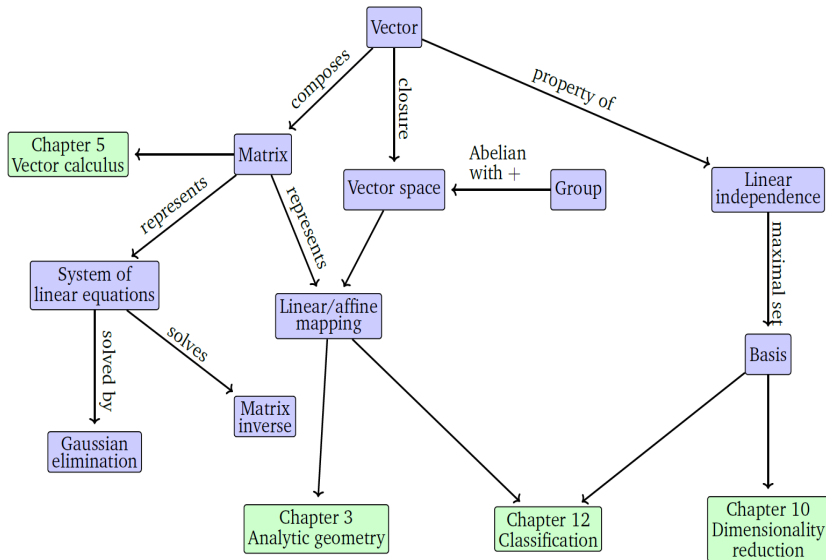 Vector
composes
closure
property of
Chapter 5
Vector calculus
Matrix
Abelian
with +
Vector space
Group
Linear
independence
represents
represents
maximal set
System of
linear equations
Linear/affine
mapping
solved by
solves
Basis
Matrix
inverse
Gaussian
elimination
Chapter 3
Analytic geometry
Chapter 12
Classification
Chapter 10
Dimensionality
reduction